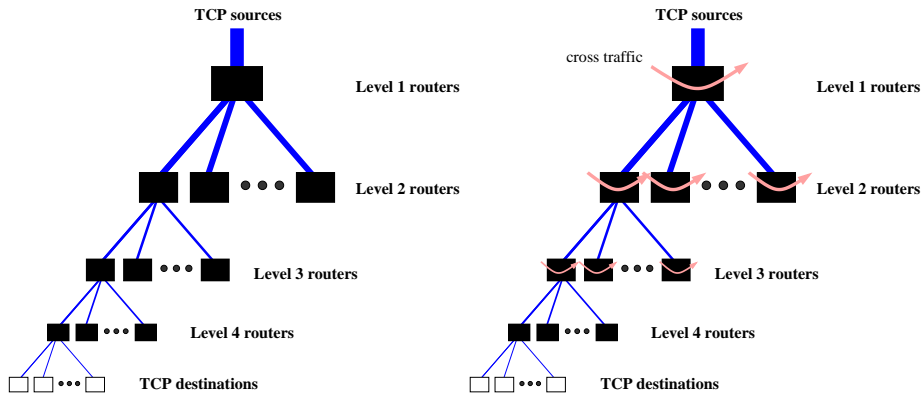 TCP sources
Level 1 routers
Level 2 routers
Level 3 routers
Level 4 routers
TCP destinations
TCP sources
cross traffic
Level 1 routers
Level 2 routers
Level 3 routers
Level 4 routers
TCP destinations